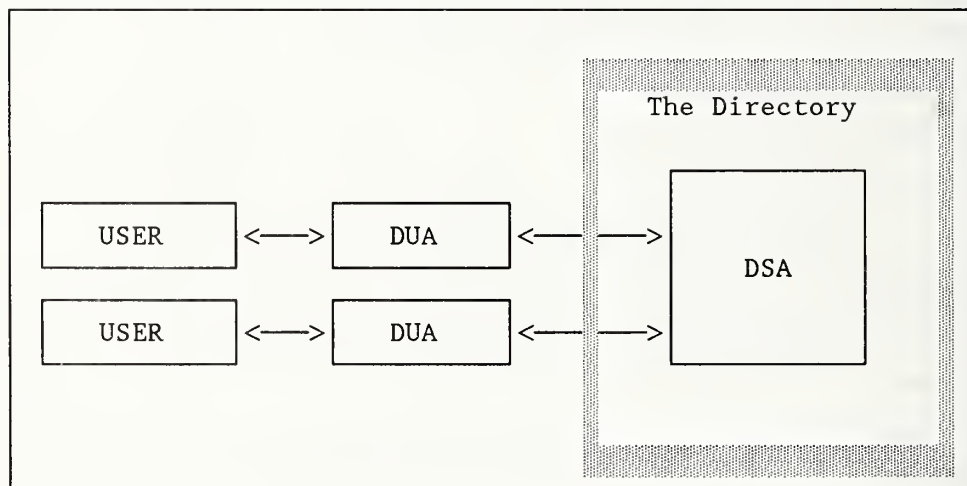 The Directory
USER <——> DUA <——> DSA
USER <——> DUA <——>